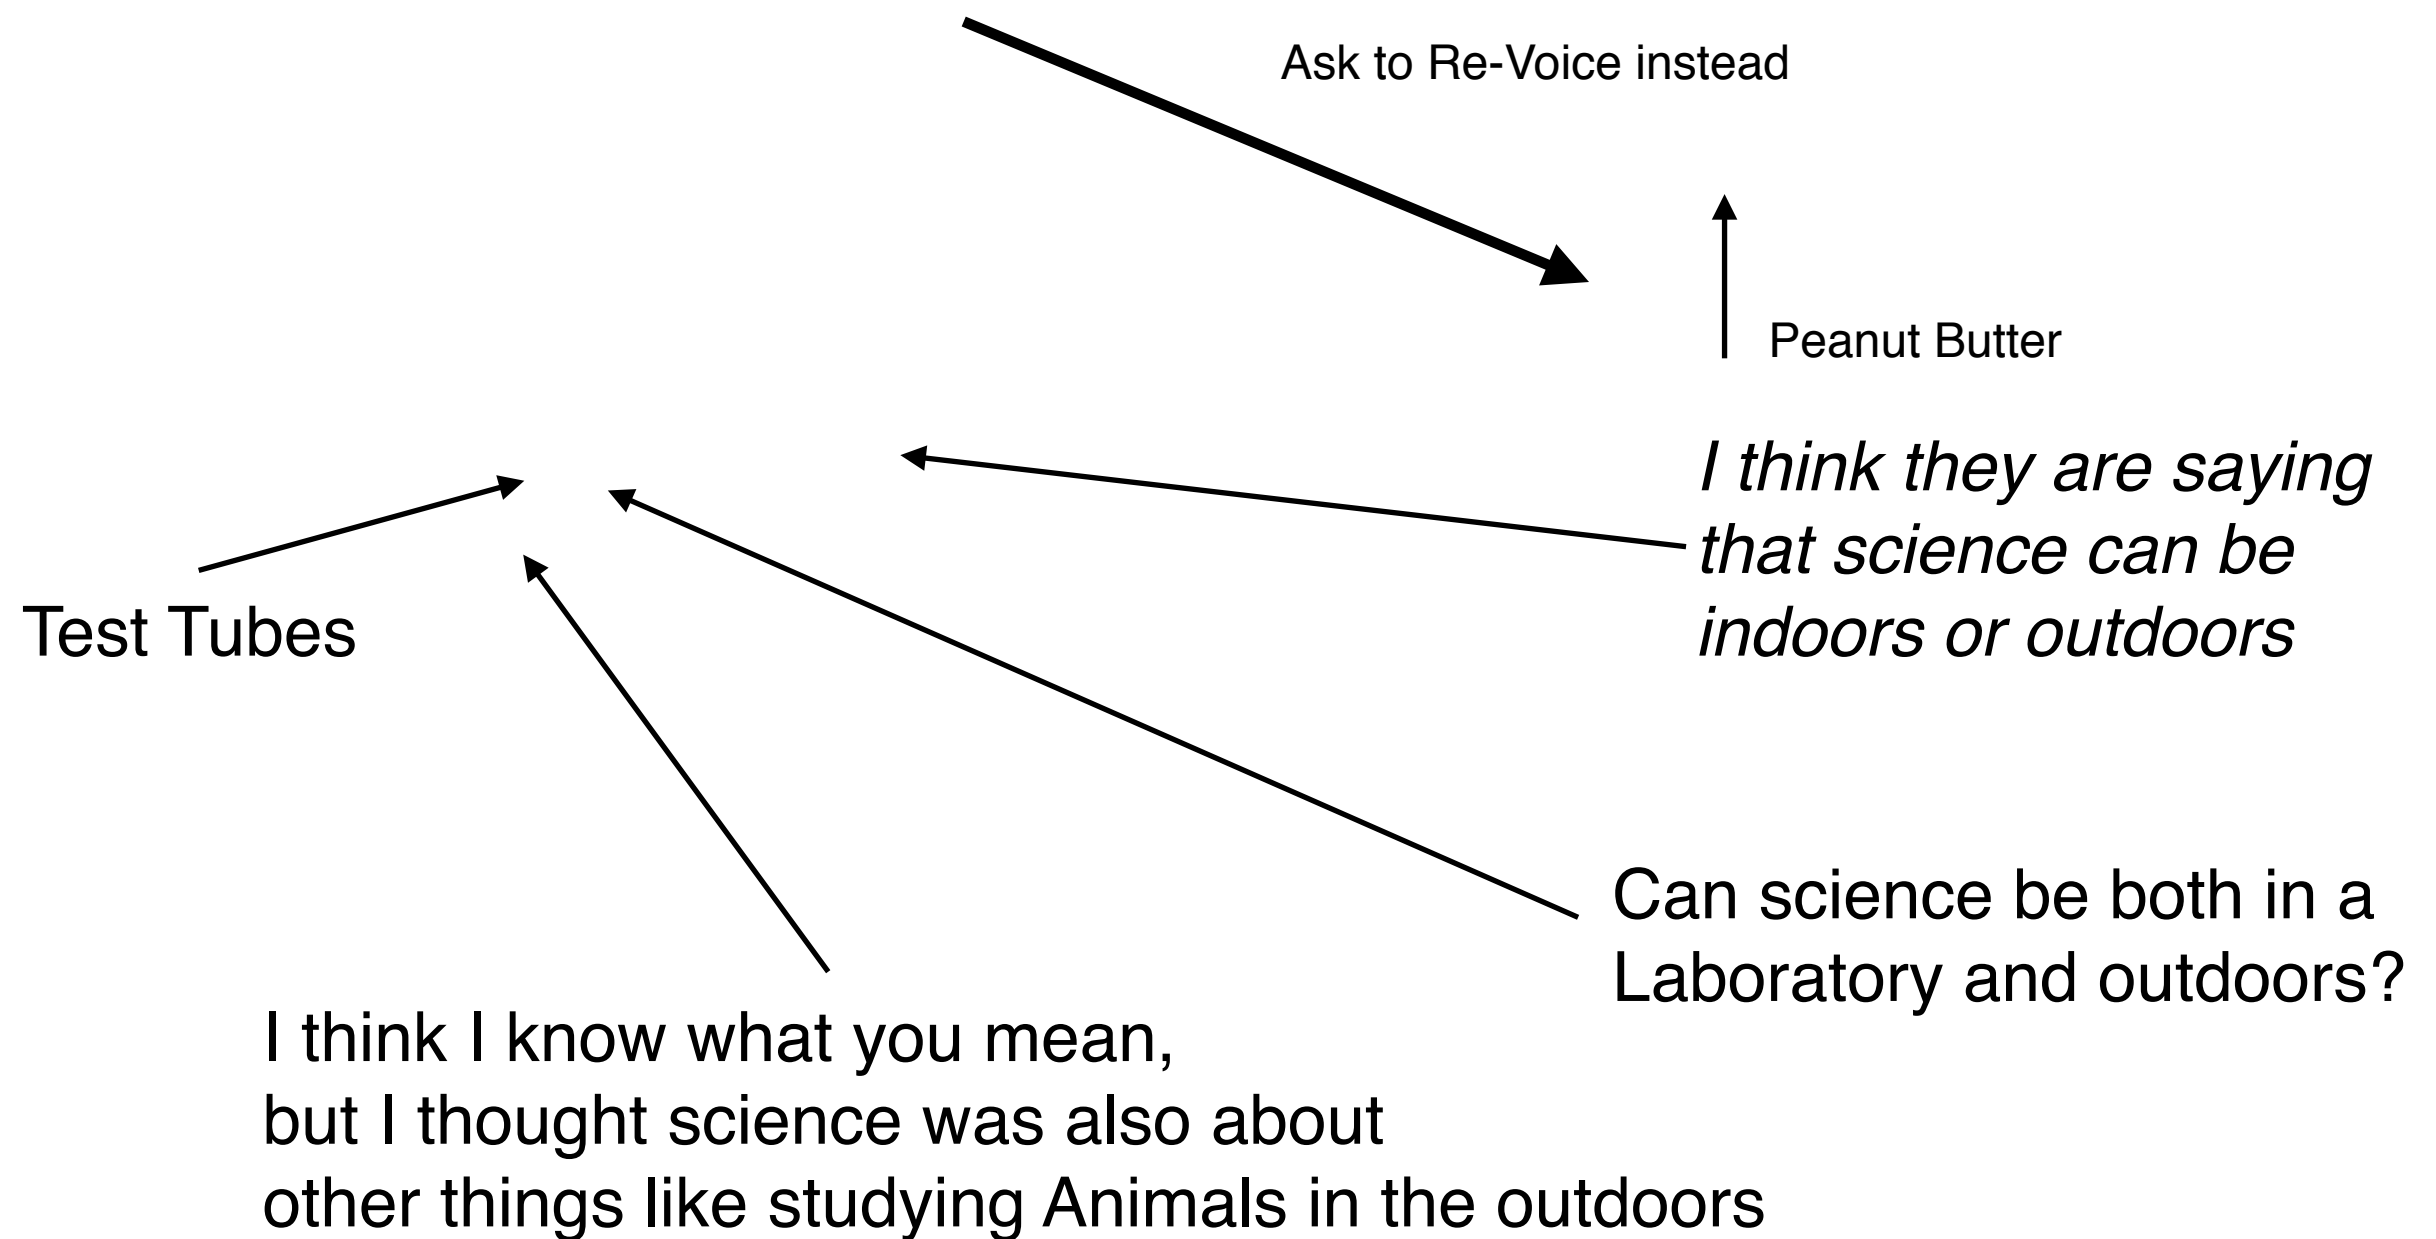 Ask to Re-Voice instead
Peanut Butter
I think they are saying
that science can be
indoors or outdoors
Test Tubes
Can science be both in a
Laboratory and outdoors?
I think I know what you mean,
but I thought science was also about
other things like studying Animals in the outdoors